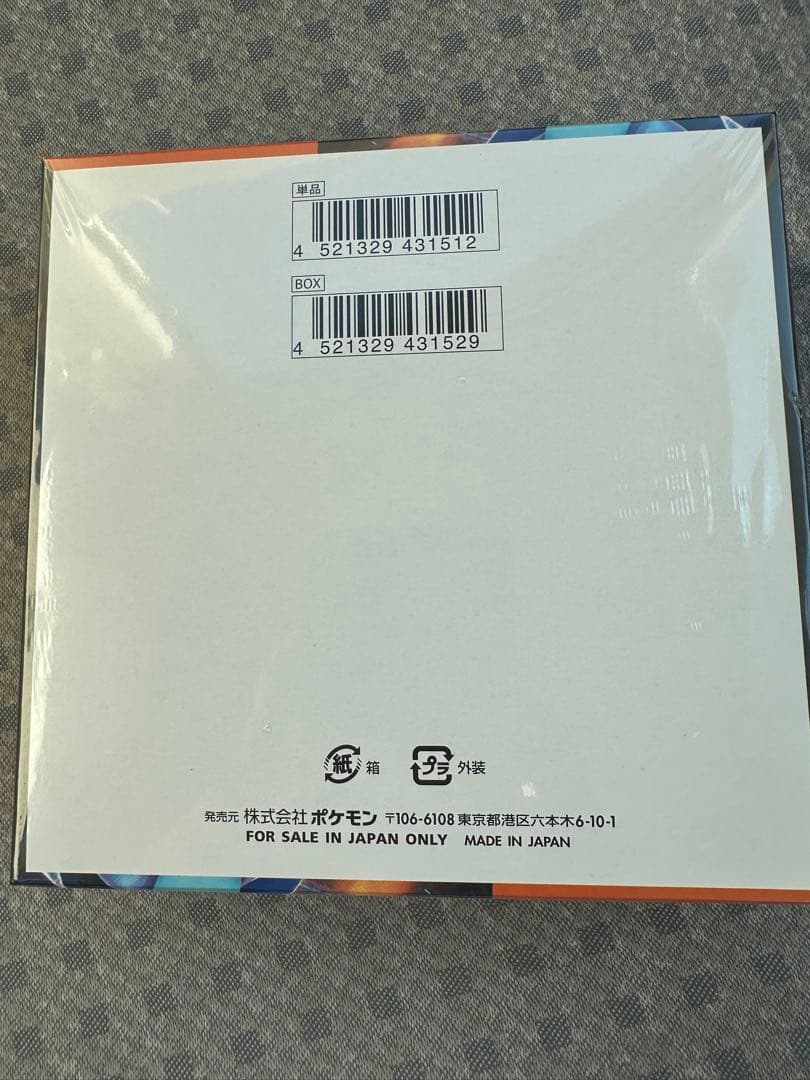 単品
4 521329 431512
BOX
4 521329 431529
紙 箱 プラ 外装
発売元 株式会社ポケモン 〒106-6108 東京都港区六本木6-10-1
FOR SALE IN JAPAN ONLY MADE IN JAPAN